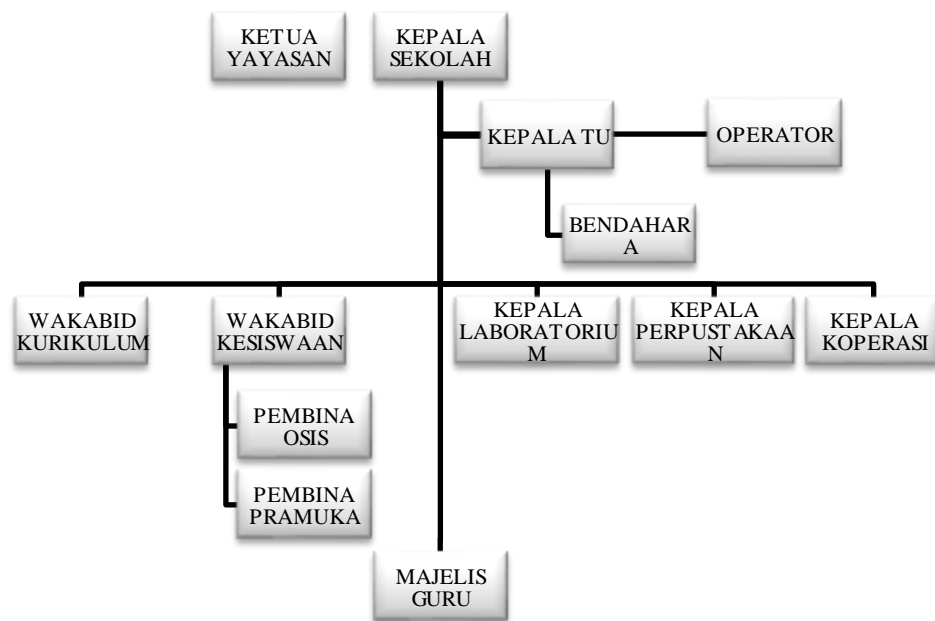 KETUA
YAYASAN
KEPALA
SEKOLAH
KEPALA TU
OPERATOR
BENDAHAR
A
WAKABID
KURIKULUM
WAKABID
KESISWAAN
KEPALA
LABORATORIU
M
KEPALA
PERPUSTAKAA
N
KEPALA
KOPERASI
PEMBINA
OSIS
PEMBINA
PRAMUKA
MAJELIS
GURU